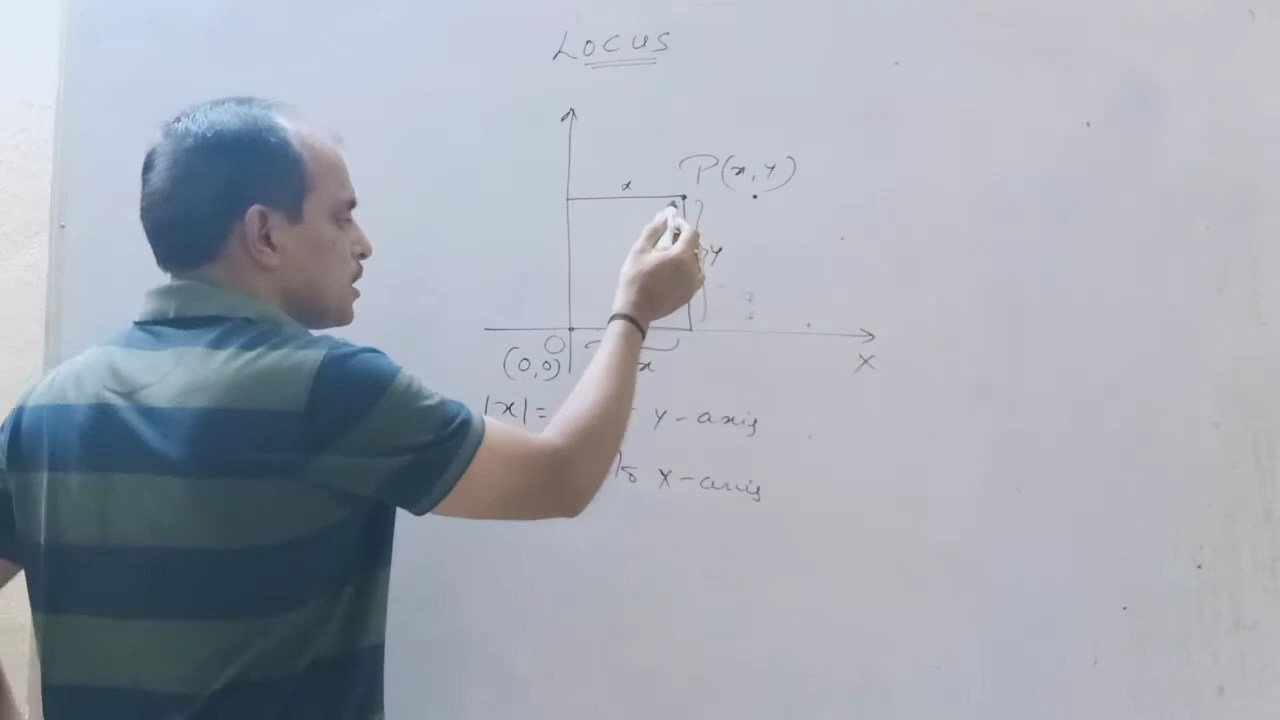 LOCUS
P(x, y)
x
y
O
(0,0)
x
X
|x| = y-axis
x-axis